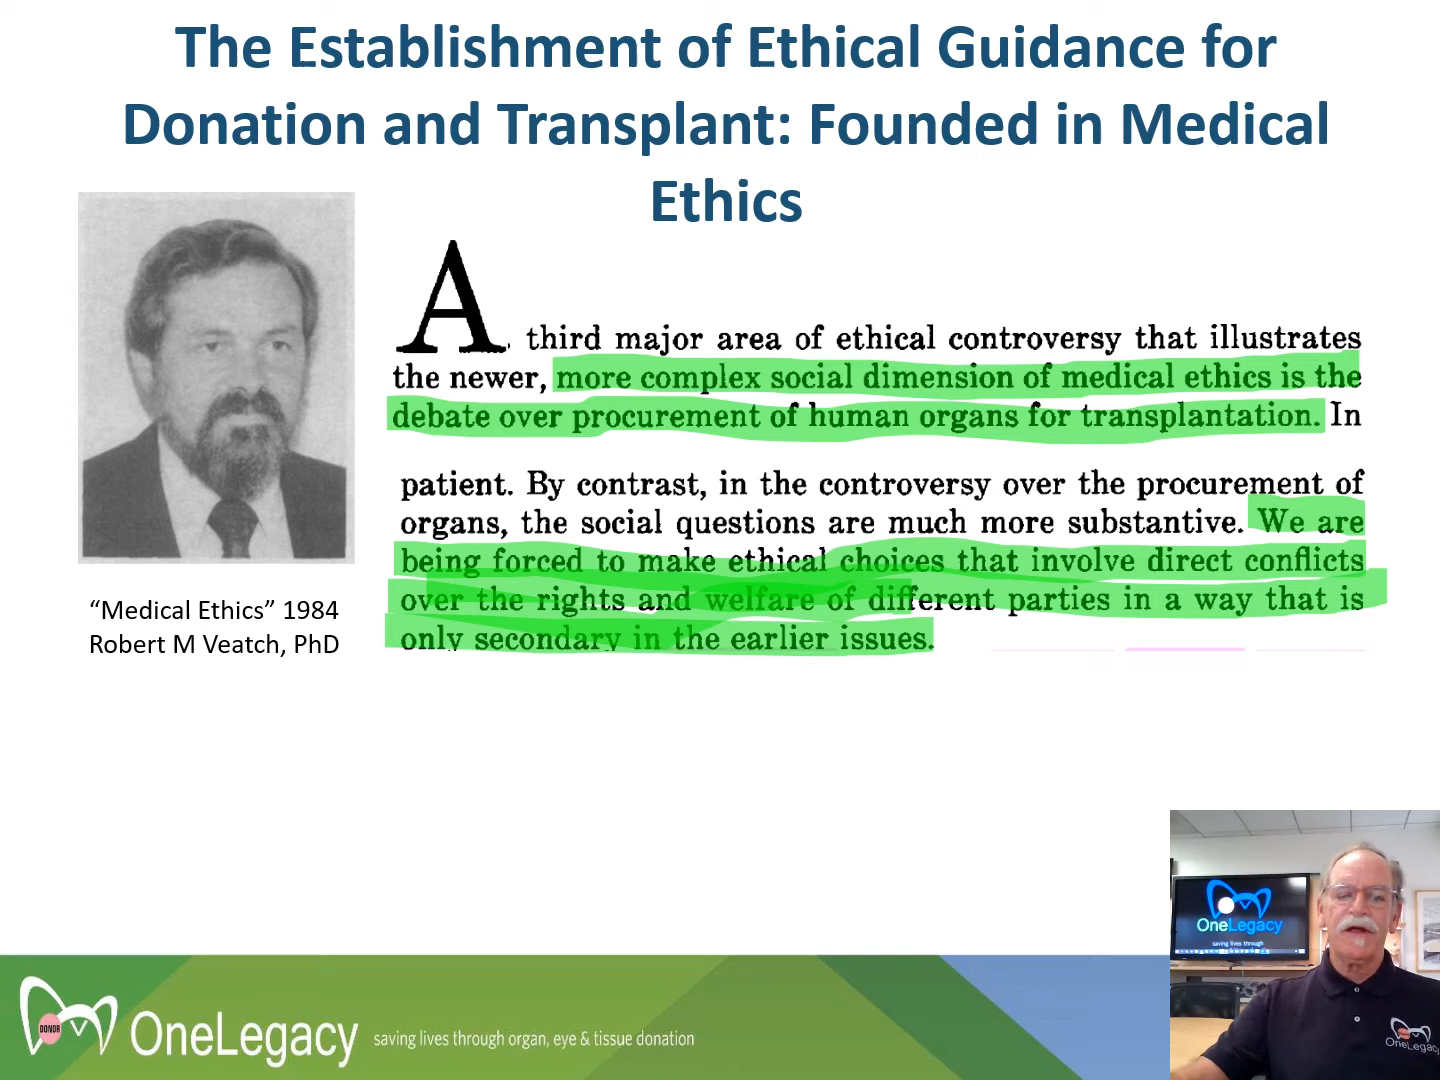 The Establishment of Ethical Guidance for
Donation and Transplant: Founded in Medical
Ethics
A third major area of ethical controversy that illustrates
the newer, more complex social dimension of medical ethics is the
debate over procurement of human organs for transplantation. In
patient. By contrast, in the controversy over the procurement of
organs, the social questions are much more substantive. We are
being forced to make ethical choices that involve direct conflicts
over the rights and welfare of different parties in a way that is
only secondary in the earlier issues.
“Medical Ethics” 1984
Robert M Veatch, PhD
OneLegacy
saving lives through
DONOR
OneLegacy saving lives through organ, eye & tissue donation
OneLegacy